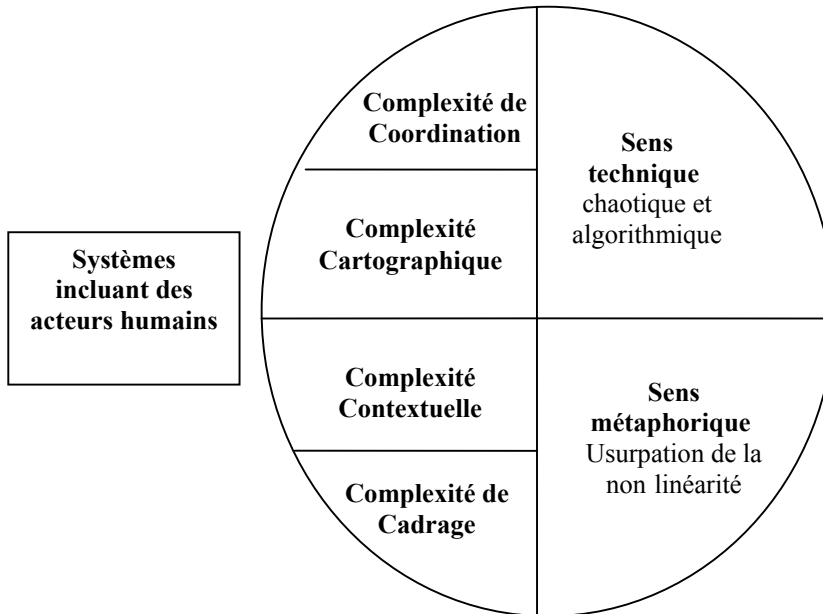 Complexité de
Coordination
Sens
technique
chaotique et
algorithmique
Complexité
Cartographique
Systèmes
incluant des
acteurs humains
Complexité
Contextuelle
Sens
métaphorique
Usurpation de la
non linéarité
Complexité de
Cadrage